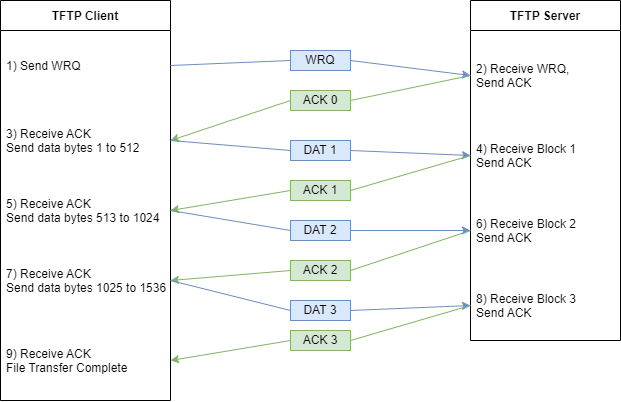 TFTP Client
TFTP Server
1) Send WRQ
WRQ
2) Receive WRQ,
Send ACK
ACK 0
3) Receive ACK
Send data bytes 1 to 512
DAT 1
4) Receive Block 1
Send ACK
ACK 1
5) Receive ACK
Send data bytes 513 to 1024
DAT 2
6) Receive Block 2
Send ACK
ACK 2
7) Receive ACK
Send data bytes 1025 to 1536
DAT 3
8) Receive Block 3
Send ACK
ACK 3
9) Receive ACK
File Transfer Complete